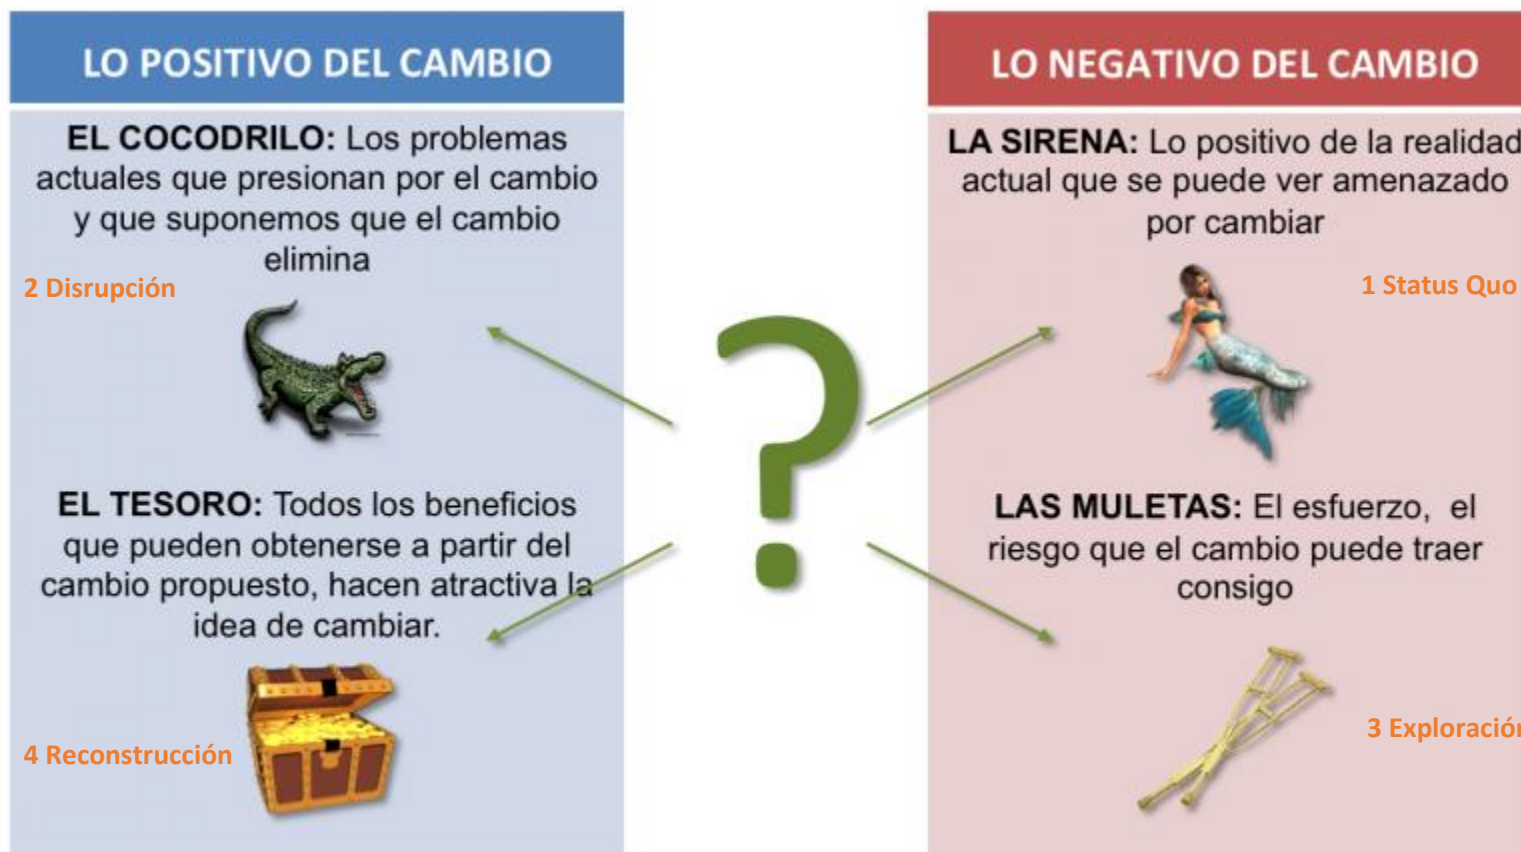 LO POSITIVO DEL CAMBIO
EL COCODRILO: Los problemas
actuales que presionan por el cambio
y que suponemos que el cambio
elimina
2 Disrupción
EL TESORO: Todos los beneficios
que pueden obtenerse a partir del
cambio propuesto, hacen atractiva la
idea de cambiar.
4 Reconstrucción
?
LO NEGATIVO DEL CAMBIO
LA SIRENA: Lo positivo de la realidad
actual que se puede ver amenazado
por cambiar
1 Status Quo
LAS MULETAS: El esfuerzo, el
riesgo que el cambio puede traer
consigo
3 Exploración